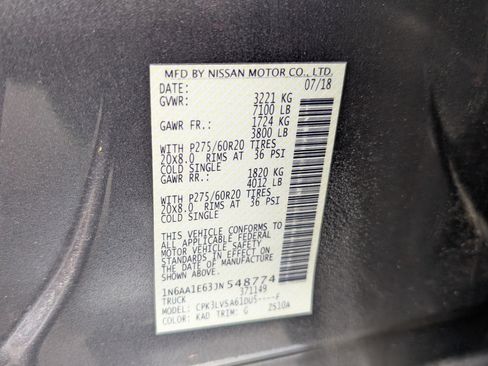 MFD BY NISSAN MOTOR CO., LTD.
DATE: 07/18
GVWR: 3221 KG
7100 LB
GAWR FR.: 1724 KG
3800 LB
WITH P275/60R20 TIRES
20X8.0 RIMS AT 36 PSI
COLD SINGLE
GAWR RR.: 1820 KG
4012 LB
WITH P275/60R20 TIRES
20X8.0 RIMS AT 36 PSI
COLD SINGLE
THIS VEHICLE CONFORMS TO
ALL APPLICABLE FEDERAL
MOTOR VEHICLE SAFETY
STANDARDS IN EFFECT ON
THE DATE OF MANUFACTURE
SHOWN ABOVE.
1N6AA1E63JN548774
TRUCK 371149
MODEL: CPK3LVSA61DU5----F
COLOR: KAD TRIM: G 2510A